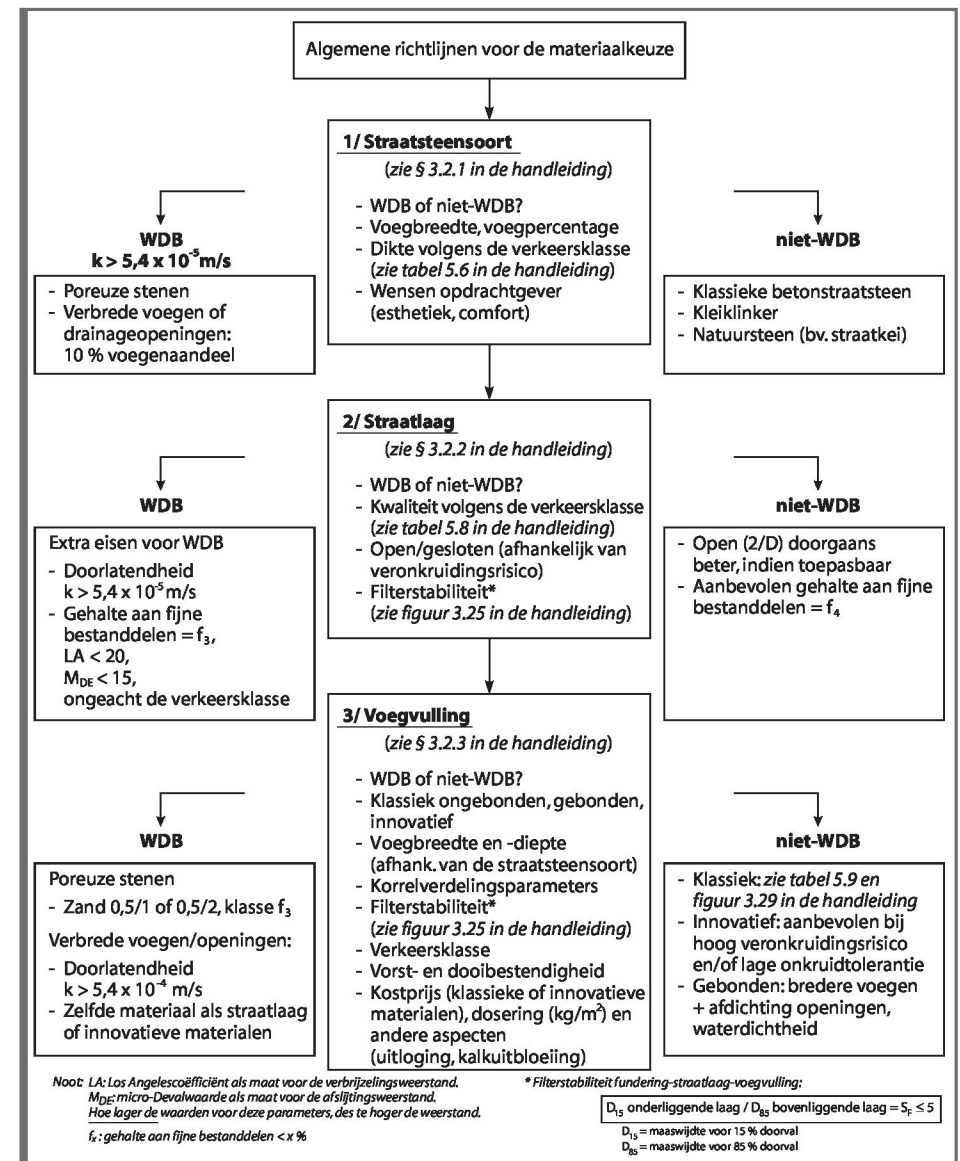 Algemene richtlijnen voor de materiaalkeuze
1/ Straatsteensoort
(zie § 3.2.1 in de handleiding)
- WDB of niet-WDB?
- Voegbreedte, voegpercentage
- Dikte volgens de verkeersklasse
(zie tabel 5.6 in de handleiding)
- Wensen opdrachtgever
(esthetiek, comfort)
WDB
k > 5,4 x 10⁻⁵ m/s
- Poreuze stenen
- Verbrede voegen of
drainageopeningen:
10 % voegenaandeel
niet-WDB
- Klassieke betonstraatsteen
- Kleiklinker
- Natuursteen (bv. straatkei)
2/ Straatlaag
(zie § 3.2.2 in de handleiding)
- WDB of niet-WDB?
- Kwaliteit volgens de verkeersklasse
(zie tabel 5.8 in de handleiding)
- Open/gesloten (afhankelijk van
veronkruidingsrisico)
- Filterstabiliteit*
(zie figuur 3.25 in de handleiding)
WDB
Extra eisen voor WDB
- Doorlatendheid
k > 5,4 x 10⁻⁵ m/s
- Gehalte aan fijne
bestanddelen = f₃,
LA < 20,
M_DE < 15,
ongeacht de verkeersklasse
niet-WDB
- Open (2/D) doorgaans
beter, indien toepasbaar
- Aanbevolen gehalte aan fijne
bestanddelen = f₄
3/ Voegvulling
(zie § 3.2.3 in de handleiding)
- WDB of niet-WDB?
- Klassiek ongebonden, gebonden,
innovatief
- Voegbreedte en -diepte
(afhank. van de straatsteensoort)
- Korrelverdelingsparameters
- Filterstabiliteit*
(zie figuur 3.25 in de handleiding)
- Verkeersklasse
- Vorst- en dooibestendigheid
- Kostprijs (klassieke of innovatieve
materialen), dosering (kg/m²) en
andere aspecten
(uitloging, kalkuitbloeiing)
WDB
Poreuze stenen
- Zand 0,5/1 of 0,5/2, klasse f₃
Verbrede voegen/openingen:
- Doorlatendheid
k > 5,4 x 10⁻⁴ m/s
- Zelfde materiaal als straatlaag
of innovatieve materialen
niet-WDB
- Klassiek: zie tabel 5.9 en
figuur 3.29 in de handleiding
- Innovatief: aanbevolen bij
hoog veronkruidingsrisico
en/of lage onkruidtolerantie
- Gebonden: bredere voegen
+ afdichting openingen,
waterdichtheid
Noot: LA: Los Angelescoëfficiënt als maat voor de verbrijzelingsweerstand.
M_DE: micro-Devalwaarde als maat voor de afslijtingsweerstand.
Hoe lager de waarden voor deze parameters, des te hoger de weerstand.
fₓ : gehalte aan fijne bestanddelen < x %
* Filterstabiliteit fundering-straatlaag-voegvulling:
D₁₅ onderliggende laag / D₈₅ bovenliggende laag = S_F ≤ 5
D₁₅ = maaswijdte voor 15 % doorval
D₈₅ = maaswijdte voor 85 % doorval